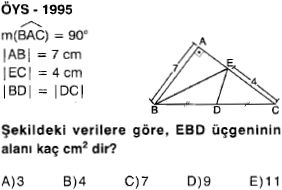 ÖYS - 1995
m(BAC) = 90°
|AB| = 7 cm
|EC| = 4 cm
|BD| = |DC|
A
7
E
4
B
D
C
Şekildeki verilere göre, EBD üçgeninin
alanı kaç cm² dir?
A)3 B)4 C)7 D)9 E)11